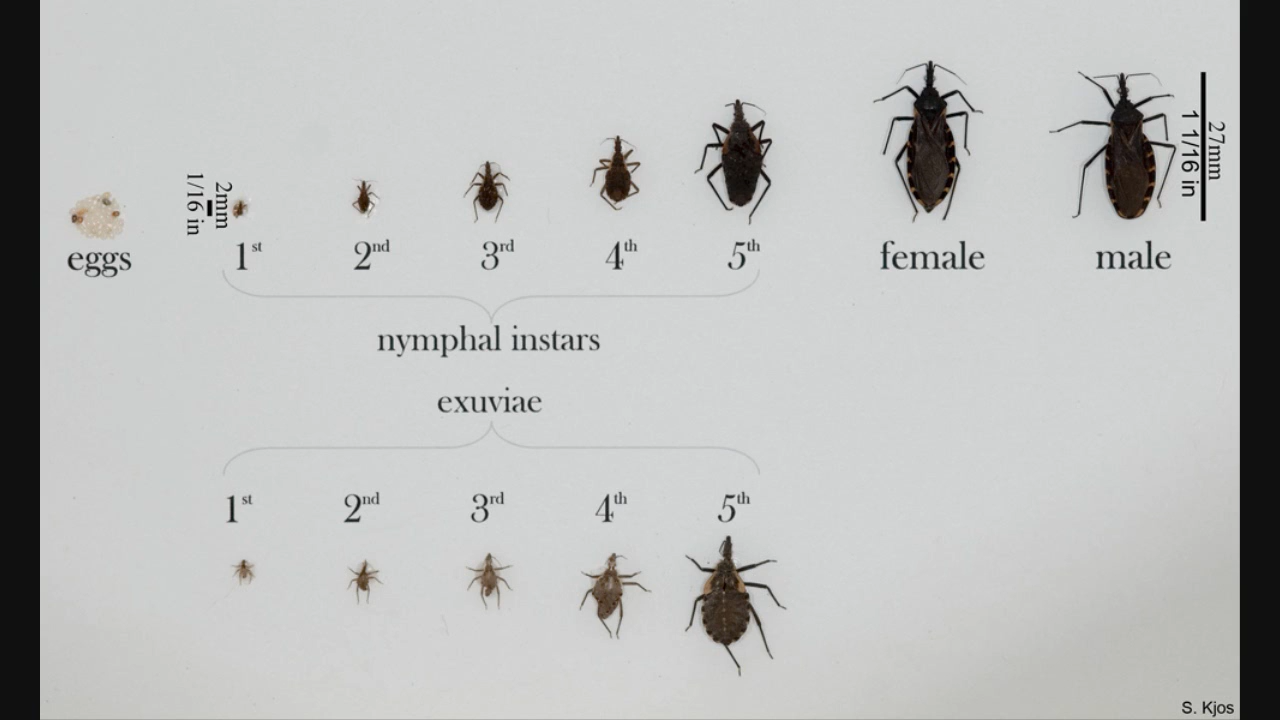 27mm
1 1/16 in
2mm
1/16 in
eggs
1st
2nd
3rd
4th
5th
female
male
nymphal instars
exuviae
1st
2nd
3rd
4th
5th
S. Kjos